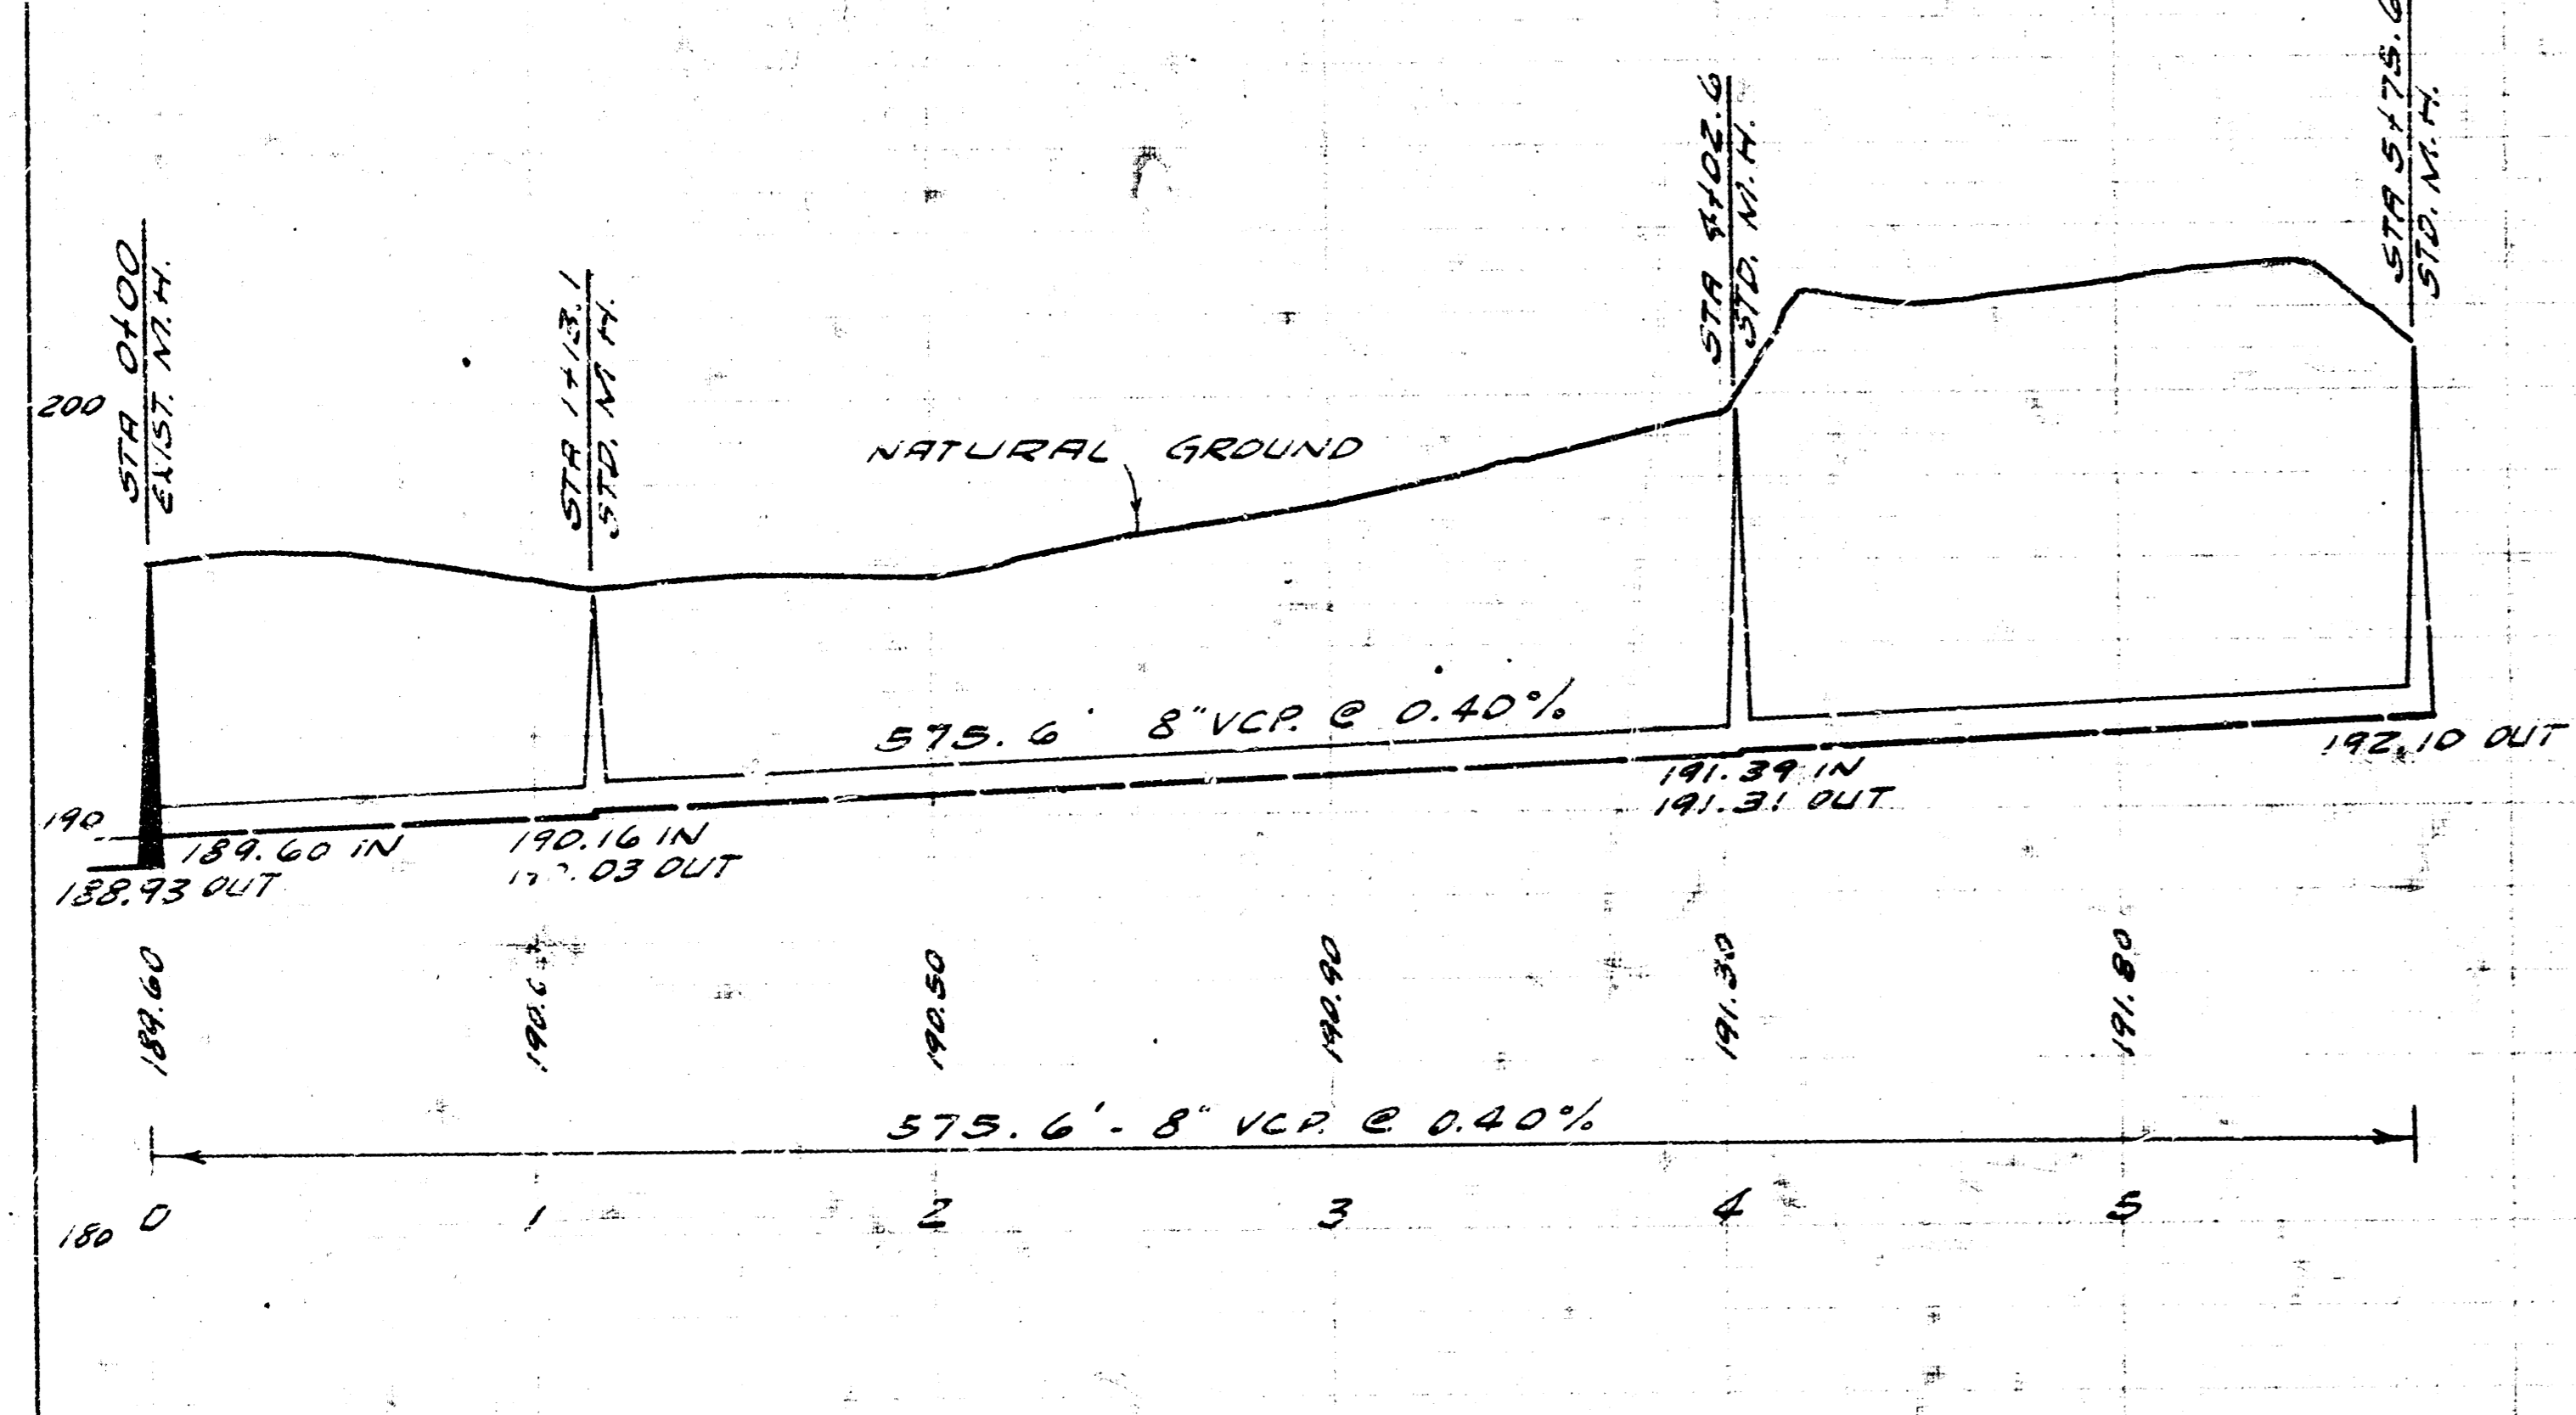 STA 0+00
EXIST. M.H.
STA 1+13.1
STD. M H.
STA 4+02.6
STD. M.H.
STA 5+75.6
STD. M.H.
200
NATURAL GROUND
575.6' 8" VCP. @ 0.40%
190
189.60 IN
188.93 OUT
190.16 IN
.03 OUT
191.39 IN
191.31 OUT
192.10 OUT
189.60
190.50
190.90
191.30
191.80
575.6' - 8" VCP. @ 0.40%
180 0 1 2 3 4 5